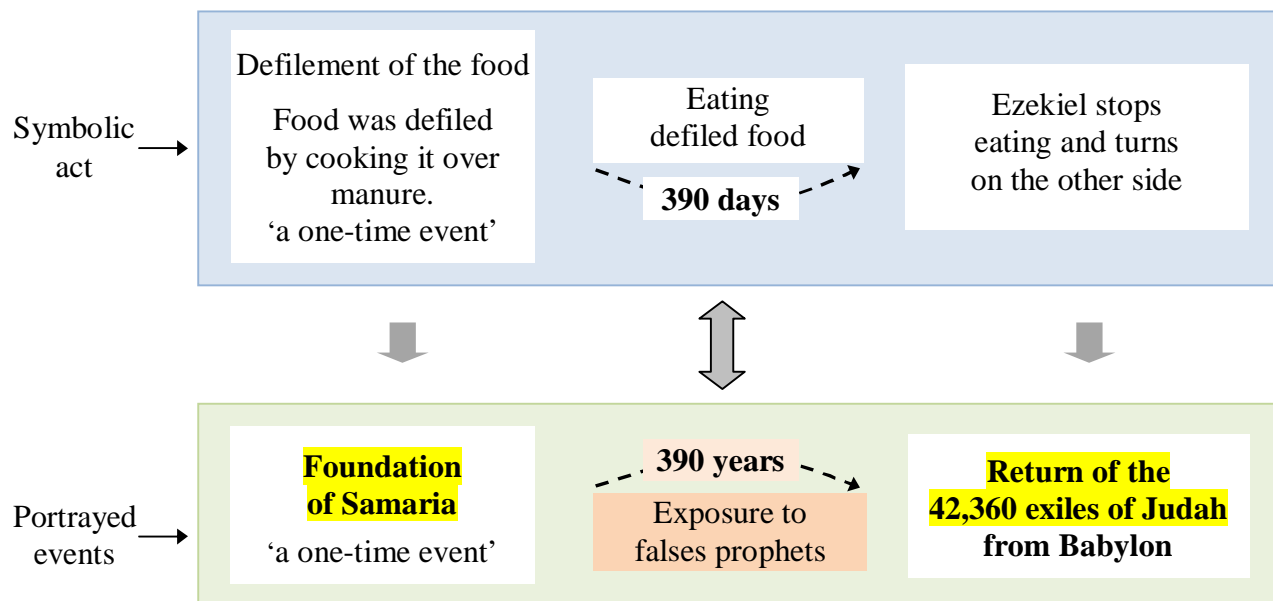 Symbolic
act
Defilement of the food
Food was defiled
by cooking it over
manure.
‘a one-time event’
Eating
defiled food
390 days
Ezekiel stops
eating and turns
on the other side
Portrayed
events
Foundation
of Samaria
‘a one-time event’
390 years
Exposure to
falses prophets
Return of the
42,360 exiles of Judah
from Babylon